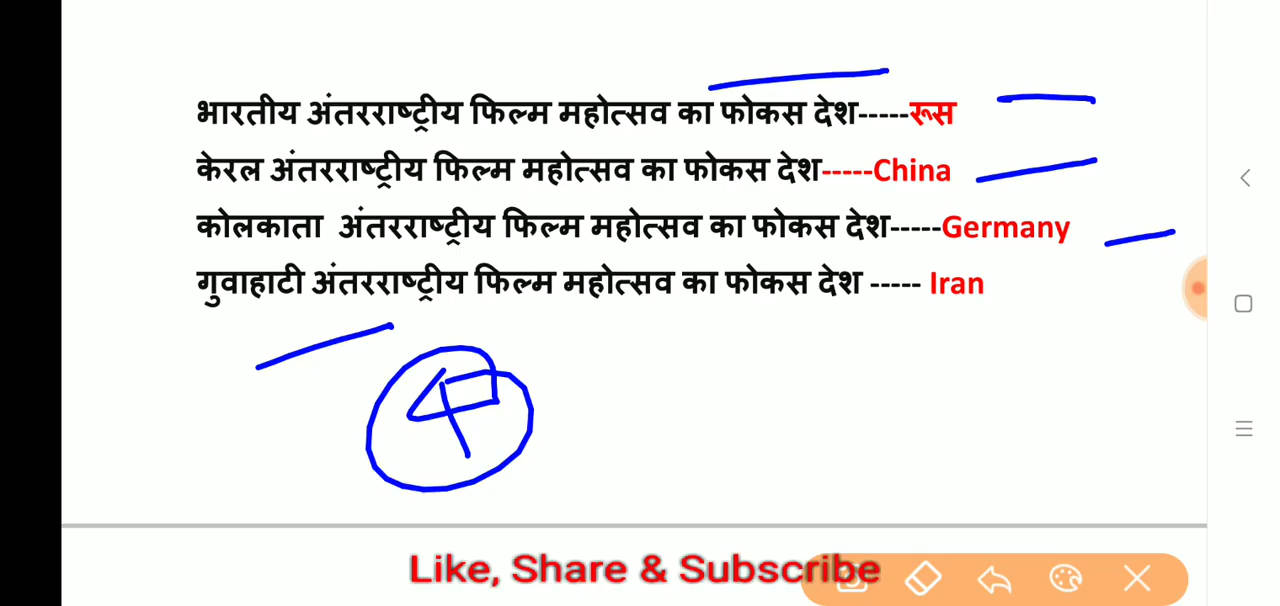 भारतीय अंतरराष्ट्रीय फिल्म महोत्सव का फोकस देश-----रूस
केरल अंतरराष्ट्रीय फिल्म महोत्सव का फोकस देश-----China
कोलकाता अंतरराष्ट्रीय फिल्म महोत्सव का फोकस देश-----Germany
गुवाहाटी अंतरराष्ट्रीय फिल्म महोत्सव का फोकस देश ----- Iran
4
Like, Share & Subscribe